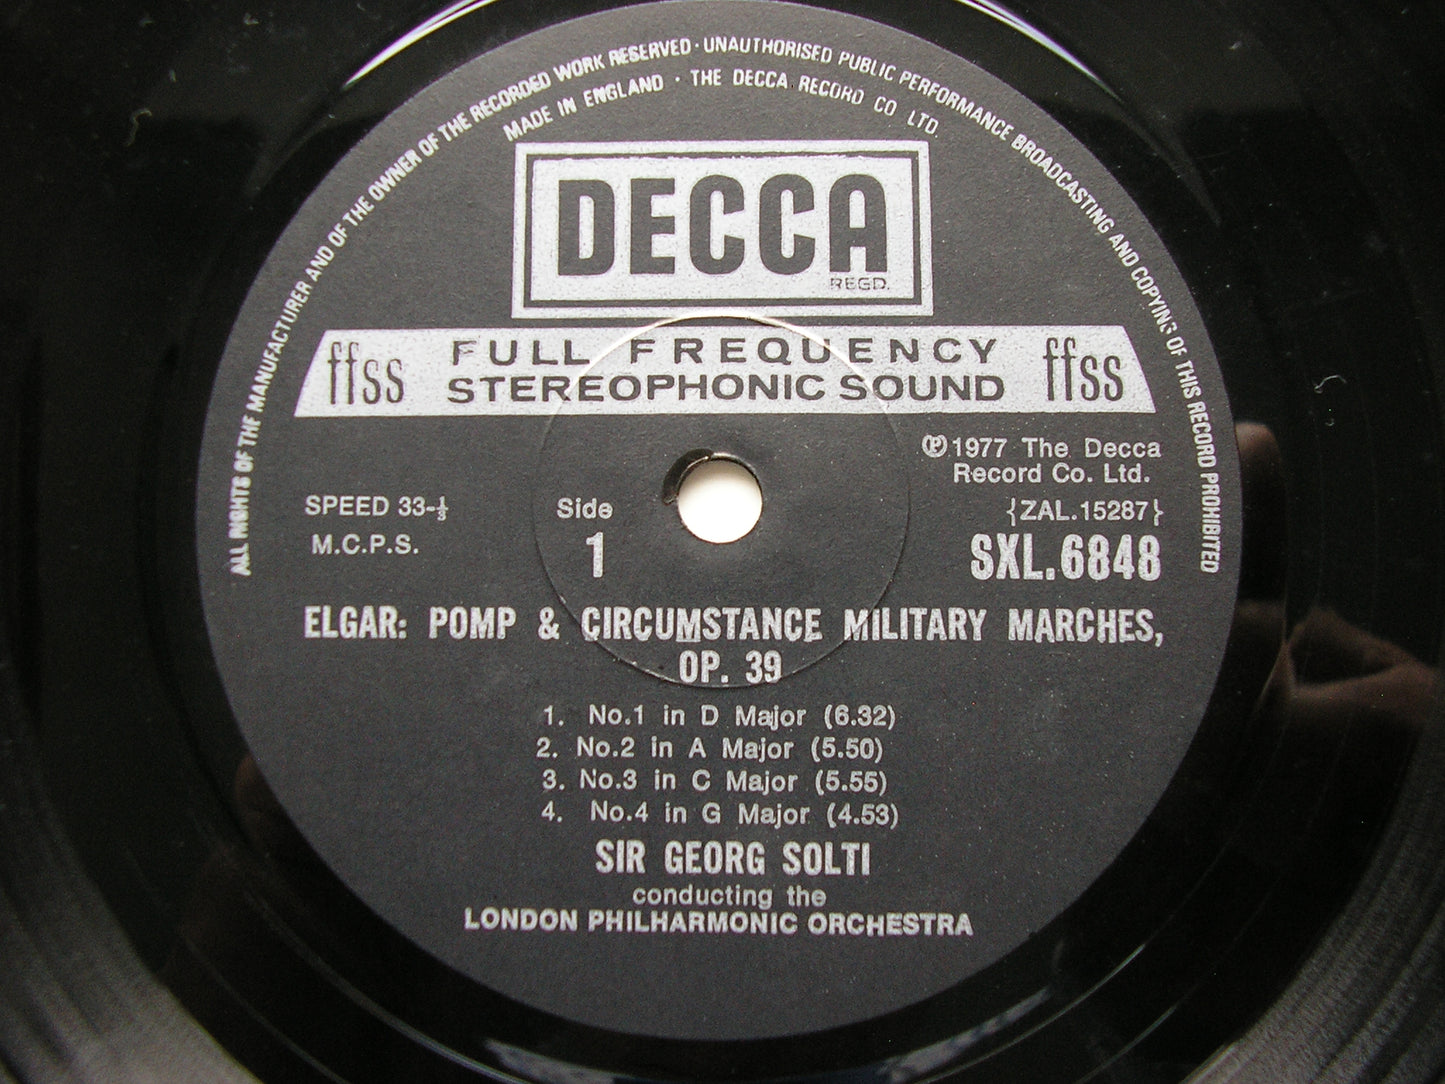 ALL RIGHTS OF THE MANUFACTURER AND OF THE OWNER OF THE RECORDED WORK RESERVED · UNAUTHORISED PUBLIC PERFORMANCE BROADCASTING AND COPYING OF THIS RECORD PROHIBITED
MADE IN ENGLAND · THE DECCA RECORD CO LTD.
DECCA
REGD.
ffss FULL FREQUENCY ffss
STEREOPHONIC SOUND
℗1977 The Decca
Record Co. Ltd.
SPEED 33-⅓ Side {ZAL.15287}
M.C.P.S. 1 SXL.6848
ELGAR: POMP & CIRCUMSTANCE MILITARY MARCHES,
OP. 39
1. No.1 in D Major (6.32)
2. No.2 in A Major (5.50)
3. No.3 in C Major (5.55)
4. No.4 in G Major (4.53)
SIR GEORG SOLTI
conducting the
LONDON PHILHARMONIC ORCHESTRA